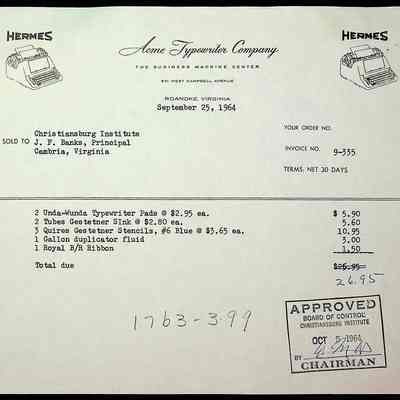 HERMES
HERMES
Acme Typewriter Company
THE BUSINESS MACHINE CENTER
WEST CAMPBELL AVENUE
ROANOKE, VIRGINIA
September 25, 1964
YOUR ORDER NO.
SOLD TO
Christiansburg Institute
J. F. Banks, Principal
Cambria, Virginia
INVOICE NO. 9-335
TERMS: NET 30 DAYS
2 Unda-Wunda Typewriter Pads @ $2.95 ea. $ 5.90
2 Tubes Gestetner SInk @ $2.80 ea. 5.60
3 Quires Gestetner Stencils, #6 Blue @ $3.65 ea. 10.95
1 Gallon duplicator fluid 3.00
1 Royal B/R Ribbon 1.50
Total due $26.95
26.95
1763-3.99
APPROVED
BOARD OF CONTROL
CHRISTIANSBURG INSTITUTE
OCT 5 1964
BY
CHAIRMAN